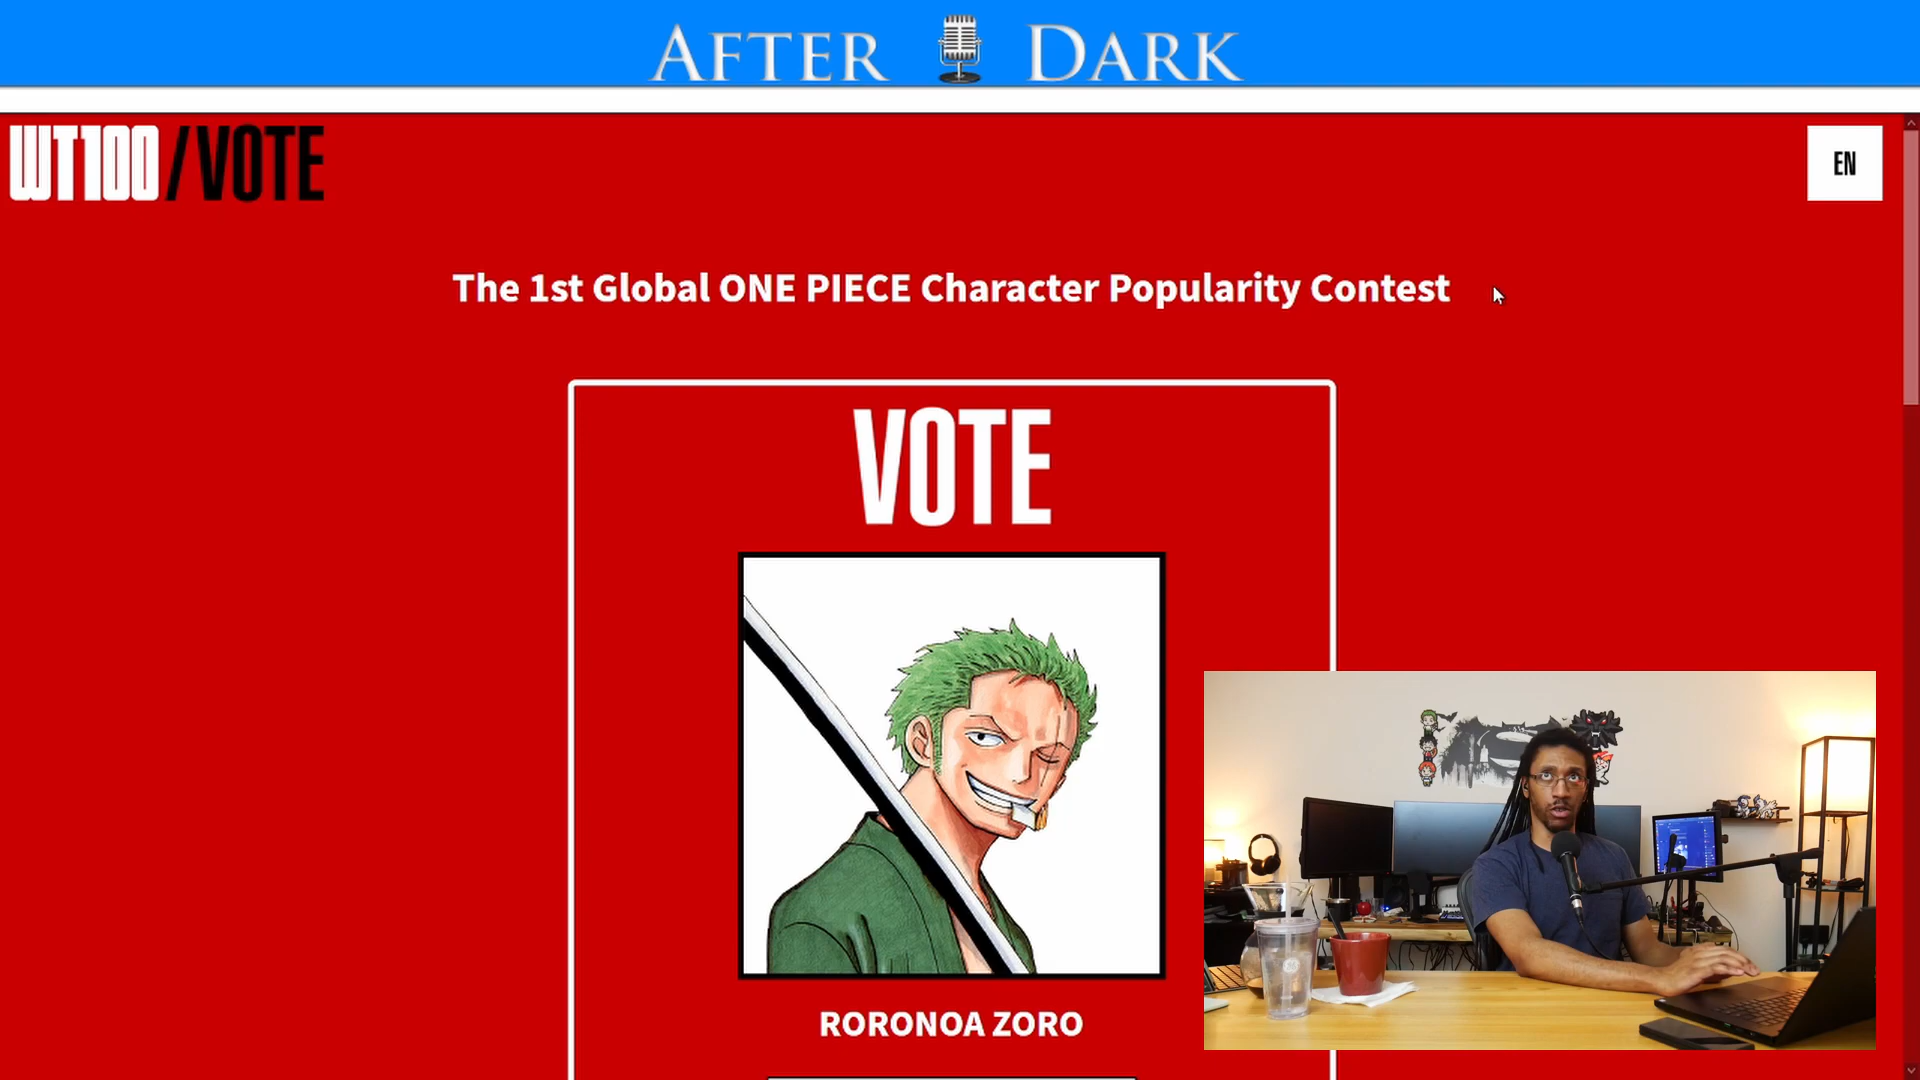 AFTER DARK
WT100/VOTE
EN
The 1st Global ONE PIECE Character Popularity Contest
VOTE
RORONOA ZORO